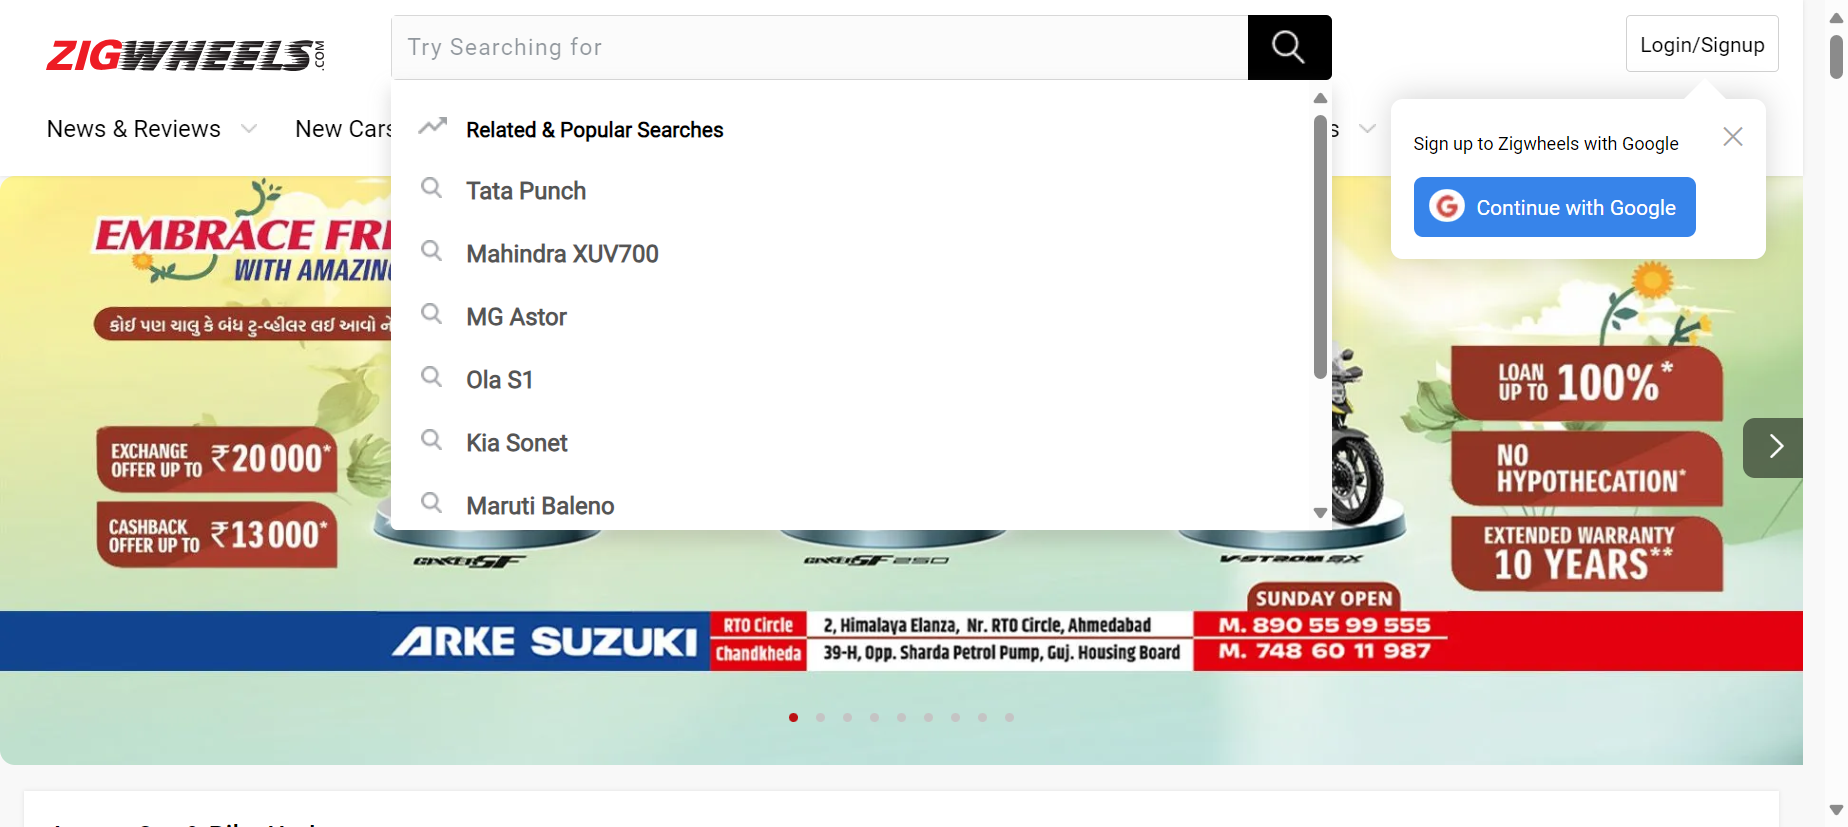 ZIGWHEELS.COM
Try Searching for
Login/Signup
News & Reviews
New Cars
s
Related & Popular Searches
Tata Punch
Mahindra XUV700
MG Astor
Ola S1
Kia Sonet
Maruti Baleno
Sign up to Zigwheels with Google
Continue with Google
EMBRACE FRE
WITH AMAZING
કોઈ પણ ચાલુ કે બંધ ટુ-વ્હીલર લઈ આવો ને
EXCHANGE
OFFER UP TO ₹20000*
CASHBACK
OFFER UP TO ₹13000*
GIXXER SF
GIXXER SF 250
V-STROM SX
LOAN
UP TO 100%*
NO
HYPOTHECATION*
EXTENDED WARRANTY
10 YEARS**
SUNDAY OPEN
ARKE SUZUKI
RTO Circle 2, Himalaya Elanza, Nr. RTO Circle, Ahmedabad M. 890 55 99 555
Chandkheda 39-H, Opp. Sharda Petrol Pump, Guj. Housing Board M. 748 60 11 987